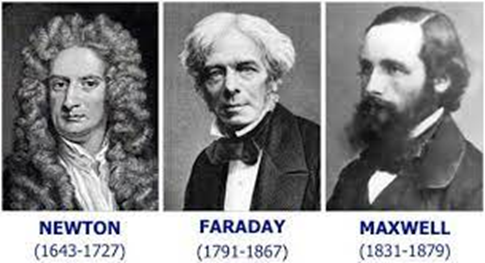 NEWTON
(1643-1727)
FARADAY
(1791-1867)
MAXWELL
(1831-1879)